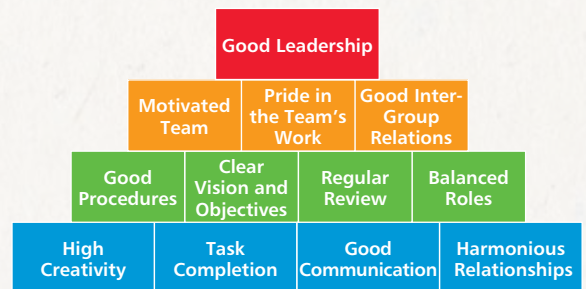 Good Leadership
Motivated
Team
Pride in
the Team's
Work
Good Inter-
Group
Relations
Good
Procedures
Clear
Vision and
Objectives
Regular
Review
Balanced
Roles
High
Creativity
Task
Completion
Good
Communication
Harmonious
Relationships